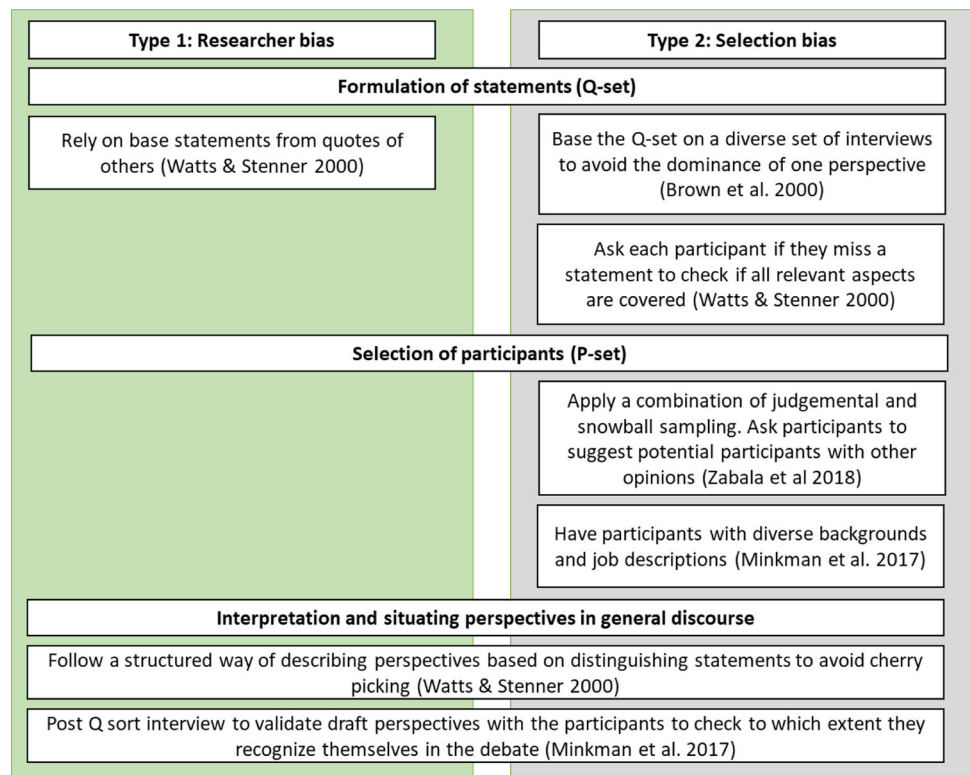 Type 1: Researcher bias
Type 2: Selection bias
Formulation of statements (Q-set)
Rely on base statements from quotes of
others (Watts & Stenner 2000)
Base the Q-set on a diverse set of interviews
to avoid the dominance of one perspective
(Brown et al. 2000)
Ask each participant if they miss a
statement to check if all relevant aspects
are covered (Watts & Stenner 2000)
Selection of participants (P-set)
Apply a combination of judgemental and
snowball sampling. Ask participants to
suggest potential participants with other
opinions (Zabala et al 2018)
Have participants with diverse backgrounds
and job descriptions (Minkman et al. 2017)
Interpretation and situating perspectives in general discourse
Follow a structured way of describing perspectives based on distinguishing statements to avoid cherry
picking (Watts & Stenner 2000)
Post Q sort interview to validate draft perspectives with the participants to check to which extent they
recognize themselves in the debate (Minkman et al. 2017)